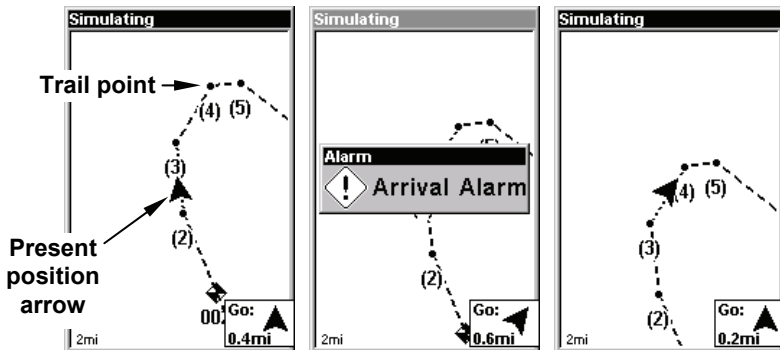 Simulating
Trail point
(4) (5)
(3)
Present
position
arrow
(2)
Go:
0.4mi
2mi
Simulating
Alarm
Arrival Alarm
(2)
Go:
0.6mi
2mi
Simulating
(4)
(5)
(3)
(2)
Go:
0.2mi
2mi